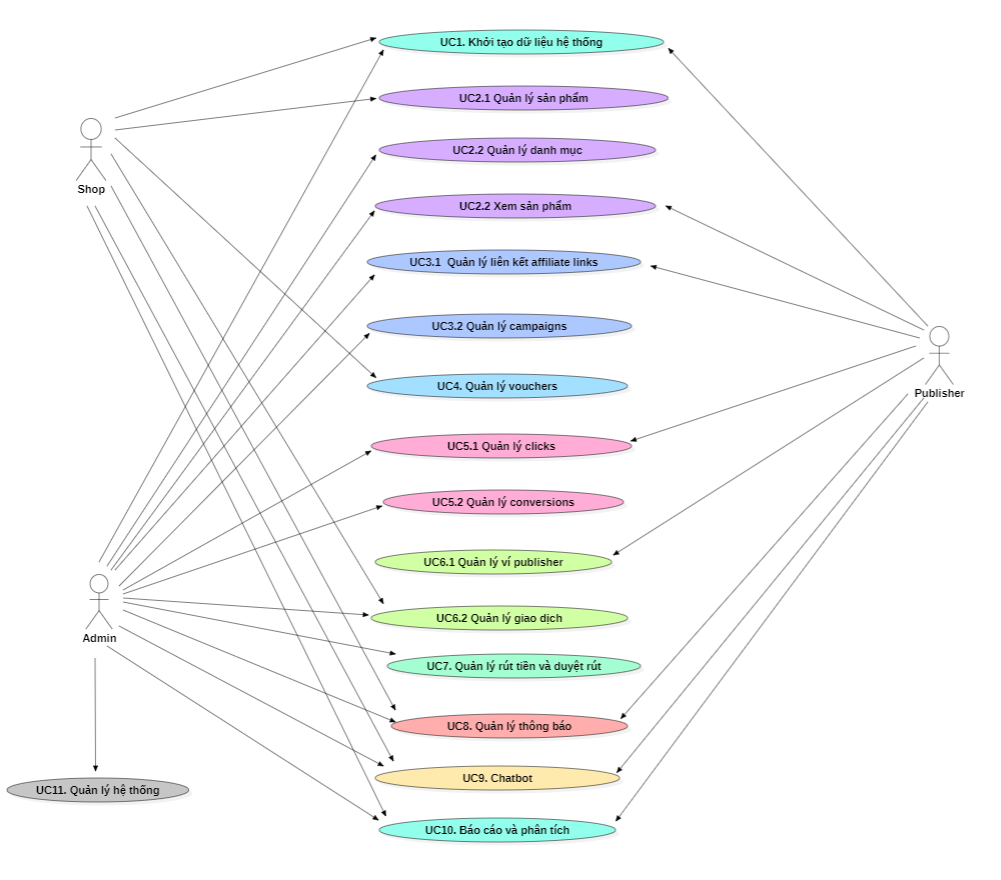 UC1. Khởi tạo dữ liệu hệ thống
UC2.1 Quản lý sản phẩm
UC2.2 Quản lý danh mục
Shop
UC2.2 Xem sản phẩm
UC3.1 Quản lý liên kết affiliate links
UC3.2 Quản lý campaigns
UC4. Quản lý vouchers
Publisher
UC5.1 Quản lý clicks
UC5.2 Quản lý conversions
UC6.1 Quản lý ví publisher
UC6.2 Quản lý giao dịch
Admin
UC7. Quản lý rút tiền và duyệt rút
UC8. Quản lý thông báo
UC9. Chatbot
UC11. Quản lý hệ thống
UC10. Báo cáo và phân tích